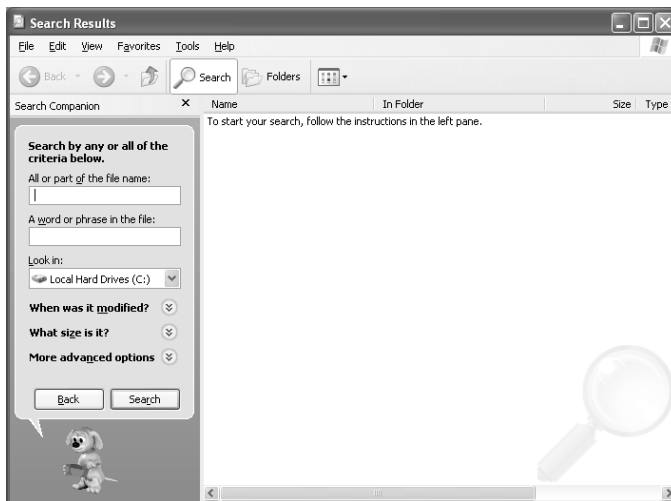 Search Results
File Edit View Favorites Tools Help
Back Search Folders
Search Companion
Name In Folder Size Type
To start your search, follow the instructions in the left pane.
Search by any or all of the
criteria below.
All or part of the file name:
A word or phrase in the file:
Look in:
Local Hard Drives (C:)
When was it modified?
What size is it?
More advanced options
Back Search